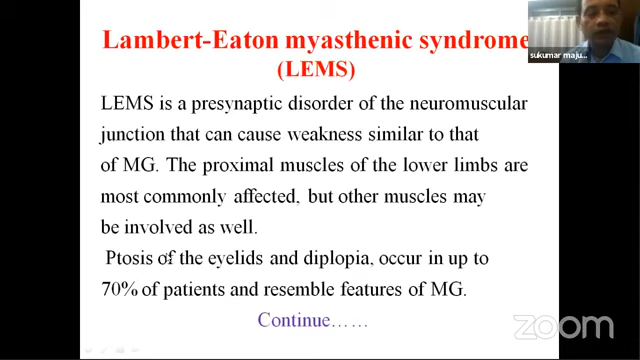 Lambert-Eaton myasthenic syndrome
(LEMS)
sukumar maju...
LEMS is a presynaptic disorder of the neuromuscular
junction that can cause weakness similar to that
of MG. The proximal muscles of the lower limbs are
most commonly affected, but other muscles may
be involved as well.
Ptosis of the eyelids and diplopia, occur in up to
70% of patients and resemble features of MG.
Continue……
zoom